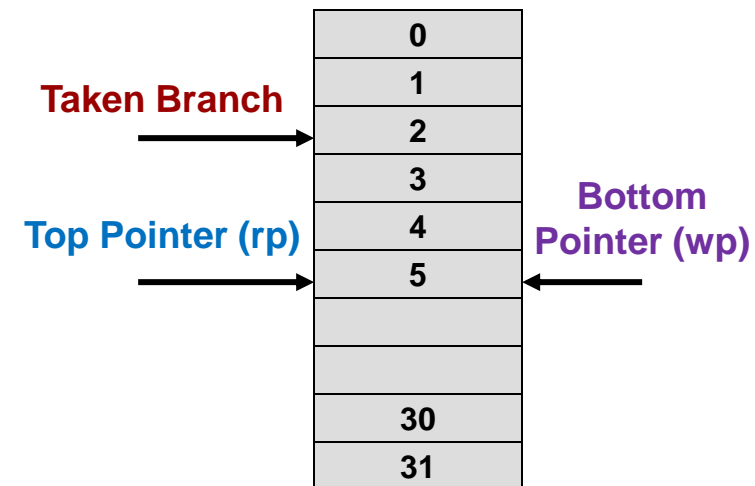 0
1
Taken Branch
2
3
Bottom
Top Pointer (rp)
4
Pointer (wp)
5
30
31